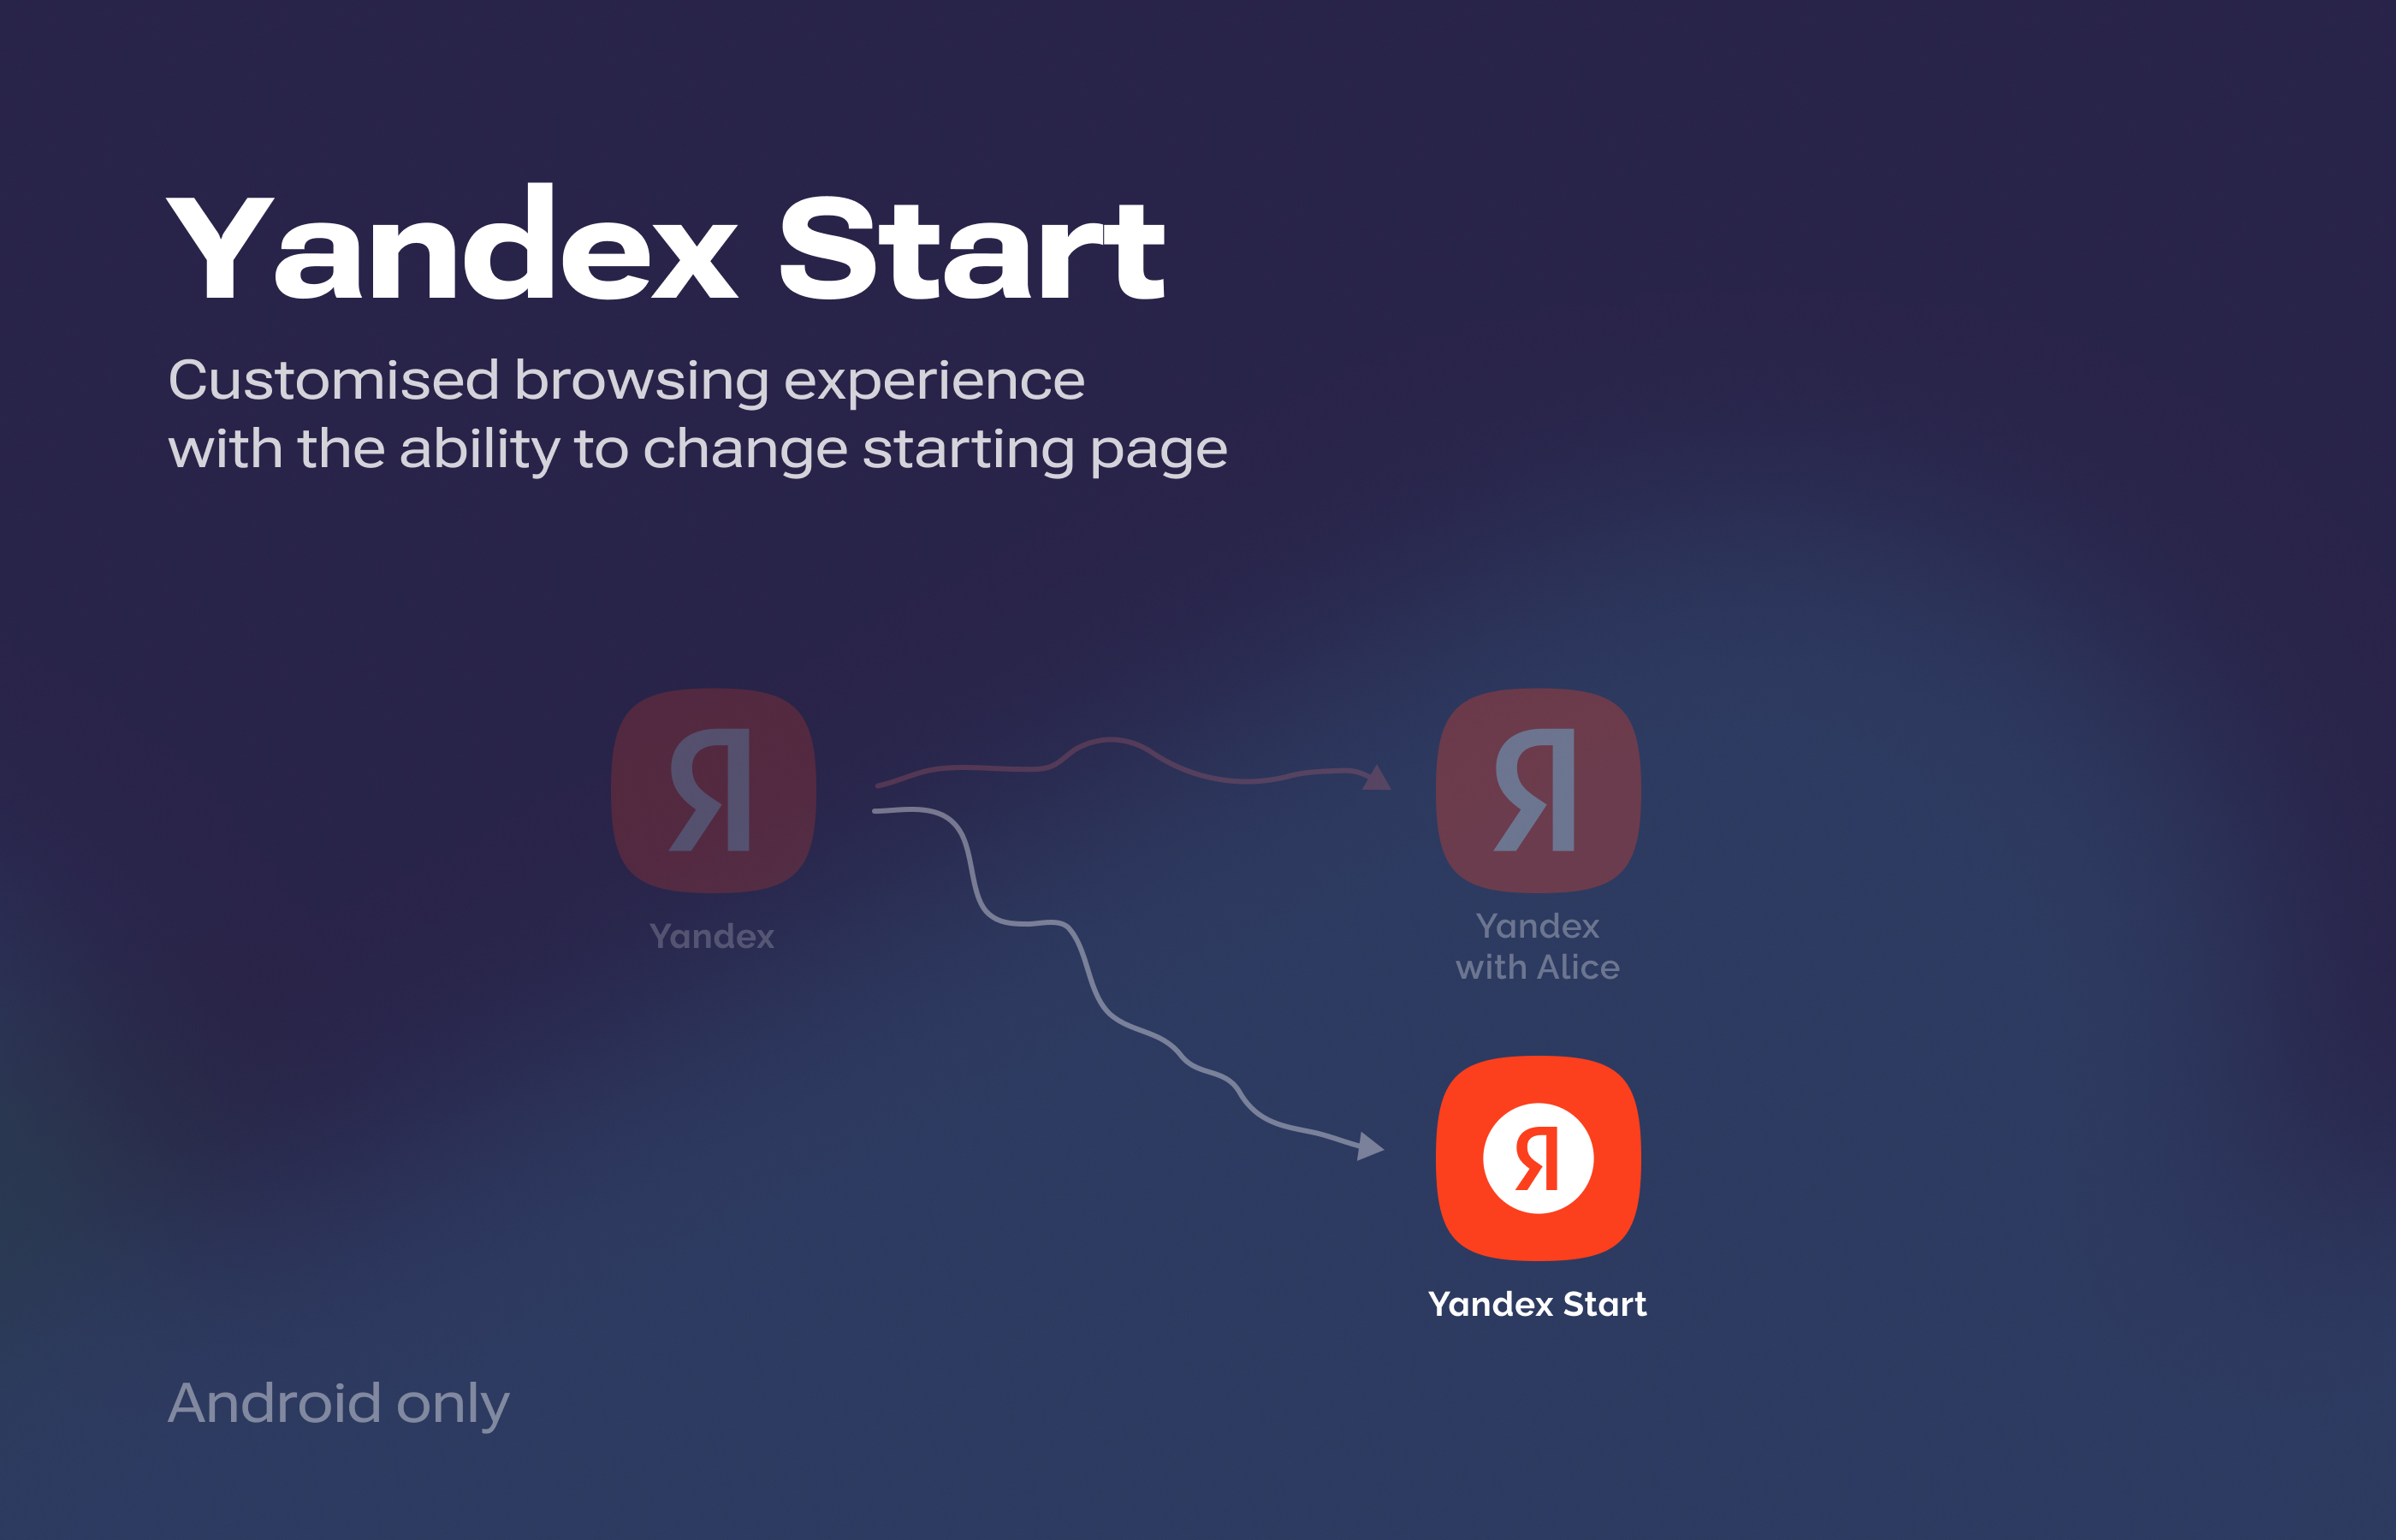 Yandex Start
Customised browsing experience
with the ability to change starting page
Я
Я
Yandex
Yandex
with Alice
Я
Yandex Start
Android only